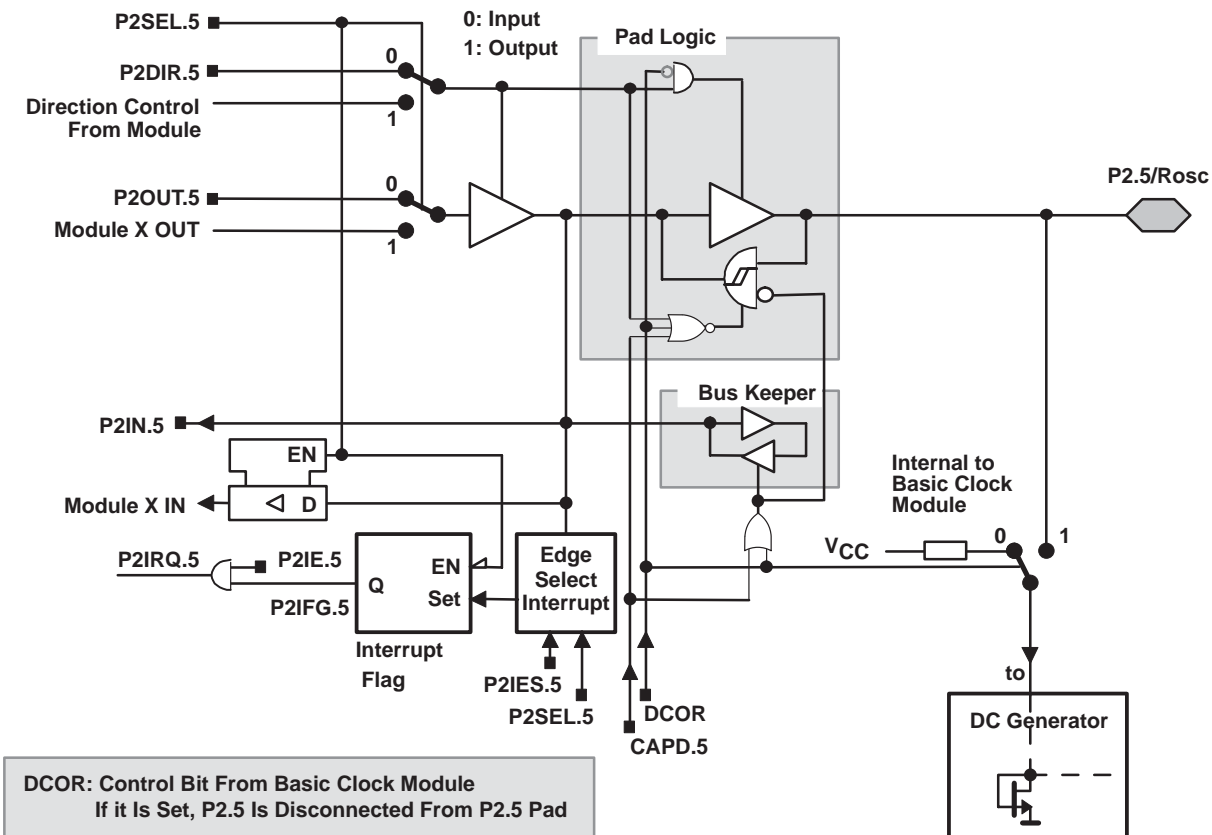 P2SEL.5
0: Input
1: Output
Pad Logic
P2DIR.5
0
Direction Control
From Module
1
P2OUT.5
0
Module X OUT
1
P2.5/Rosc
Bus Keeper
P2IN.5
EN
Module X IN
D
Internal to
Basic Clock
Module
VCC
0
1
P2IRQ.5
P2IE.5
P2IFG.5
Q
EN
Set
Edge
Select
Interrupt
Interrupt
Flag
P2IES.5
P2SEL.5
DCOR
CAPD.5
to
DC Generator
DCOR: Control Bit From Basic Clock Module
If it Is Set, P2.5 Is Disconnected From P2.5 Pad